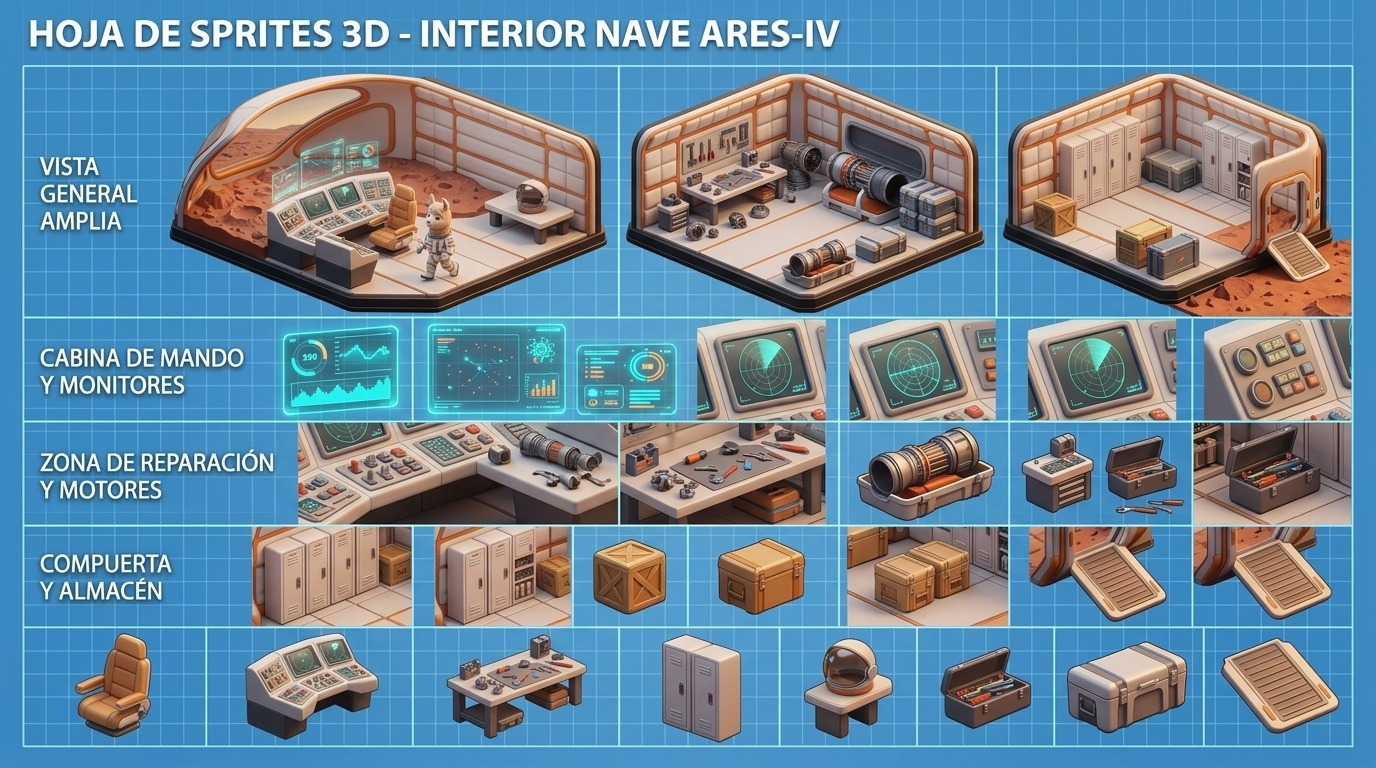 HOJA DE SPRITES 3D - INTERIOR NAVE ARES-IV
VISTA
GENERAL
AMPLIA
CABINA DE MANDO
Y MONITORES
190
ZONA DE REPARACIÓN
Y MOTORES
COMPUERTA
Y ALMACÉN